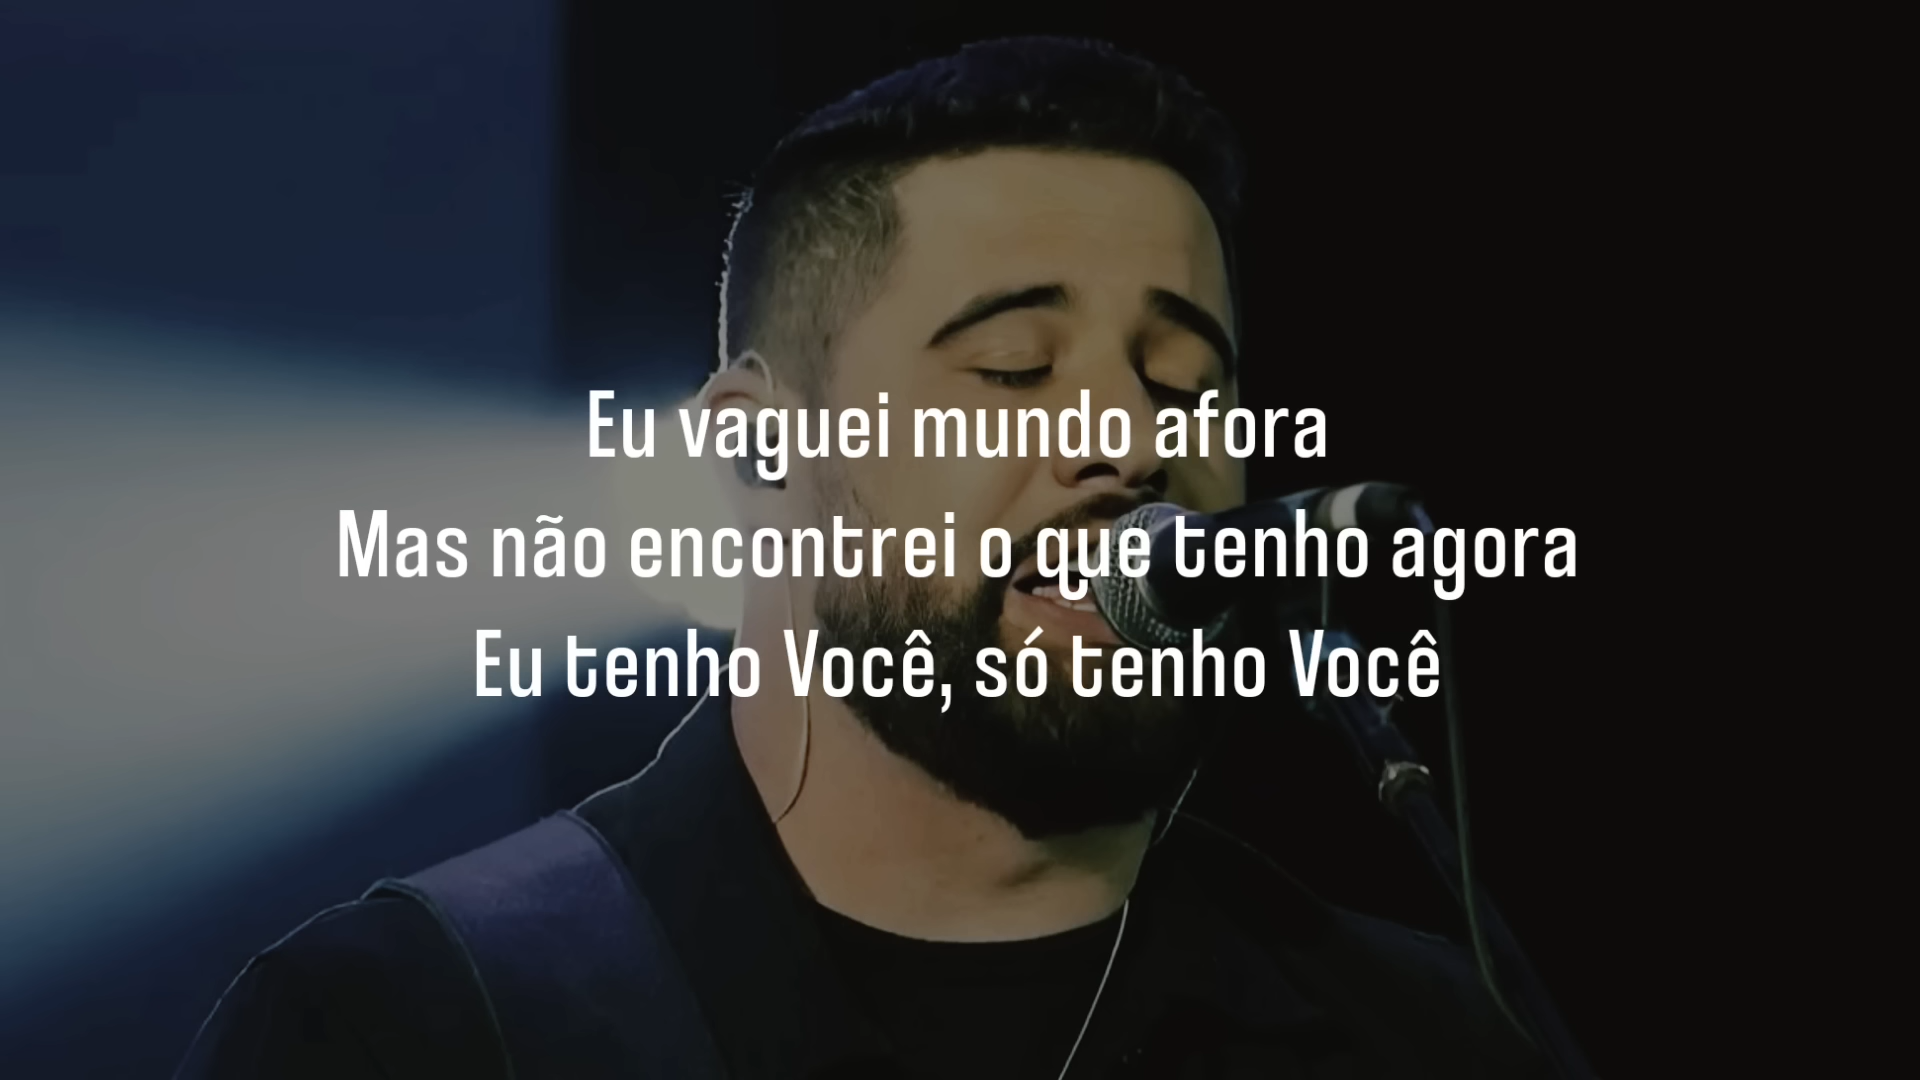 Eu vaguei mundo afora
Mas não encontrei o que tenho agora
Eu tenho Você, só tenho Você